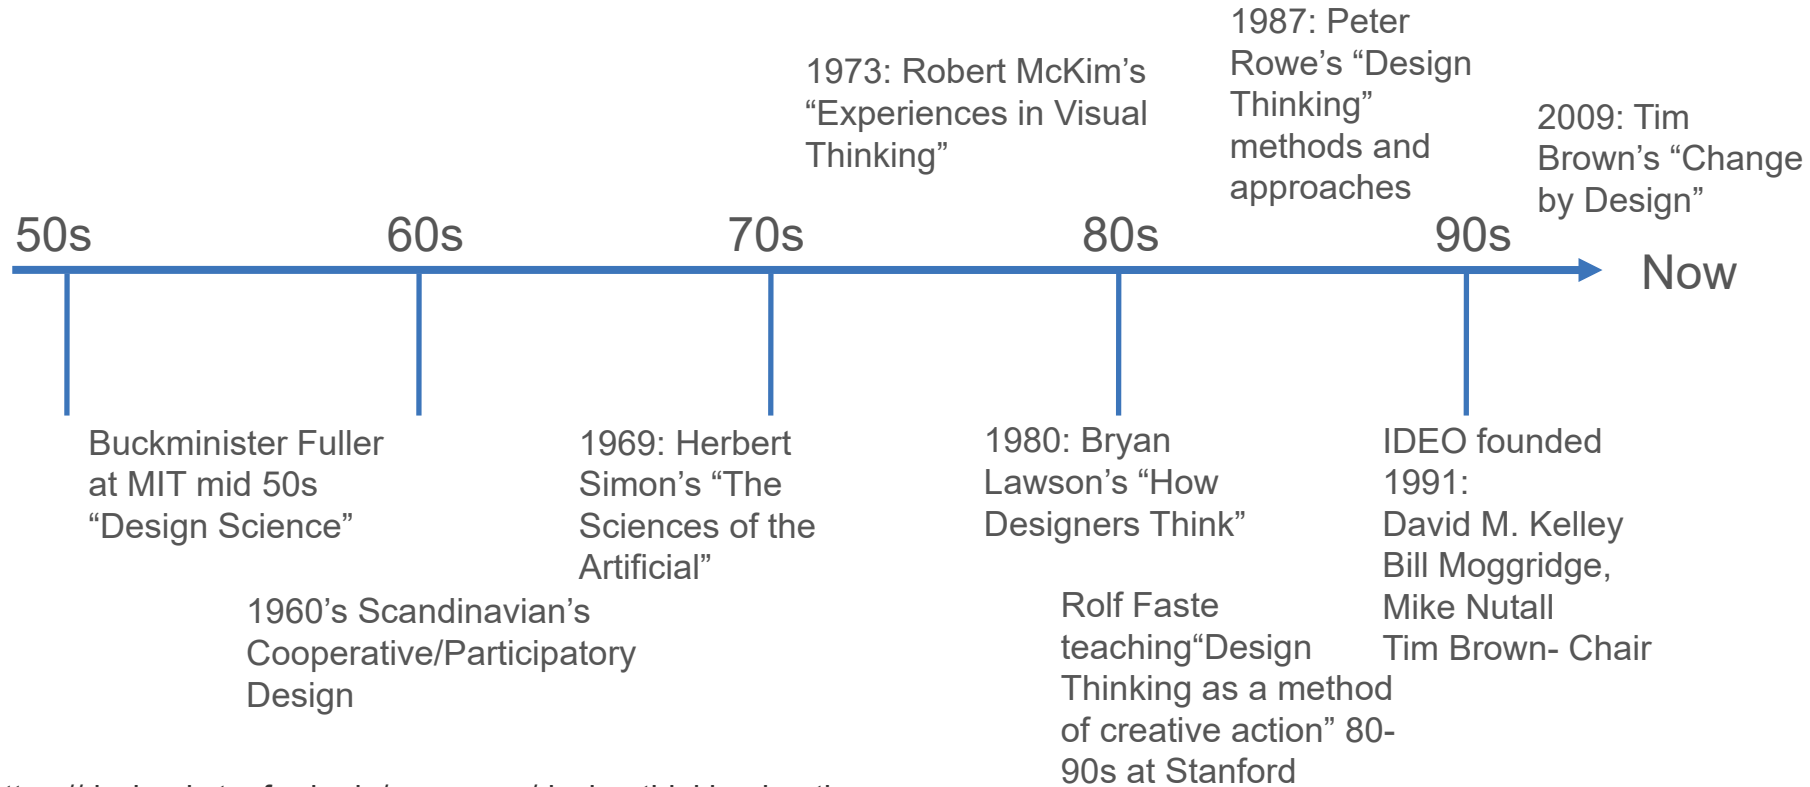 1987: Peter
Rowe’s “Design
Thinking”
methods and
approaches
1973: Robert McKim’s
“Experiences in Visual
Thinking”
2009: Tim
Brown’s “Change
by Design”
50s
60s
70s
80s
90s
Now
Buckminister Fuller
at MIT mid 50s
“Design Science”
1960’s Scandinavian’s
Cooperative/Participatory
Design
1969: Herbert
Simon’s “The
Sciences of the
Artificial”
1980: Bryan
Lawson’s “How
Designers Think”
Rolf Faste
teaching“Design
Thinking as a method
of creative action” 80-
90s at Stanford
IDEO founded
1991:
David M. Kelley
Bill Moggridge,
Mike Nutall
Tim Brown- Chair